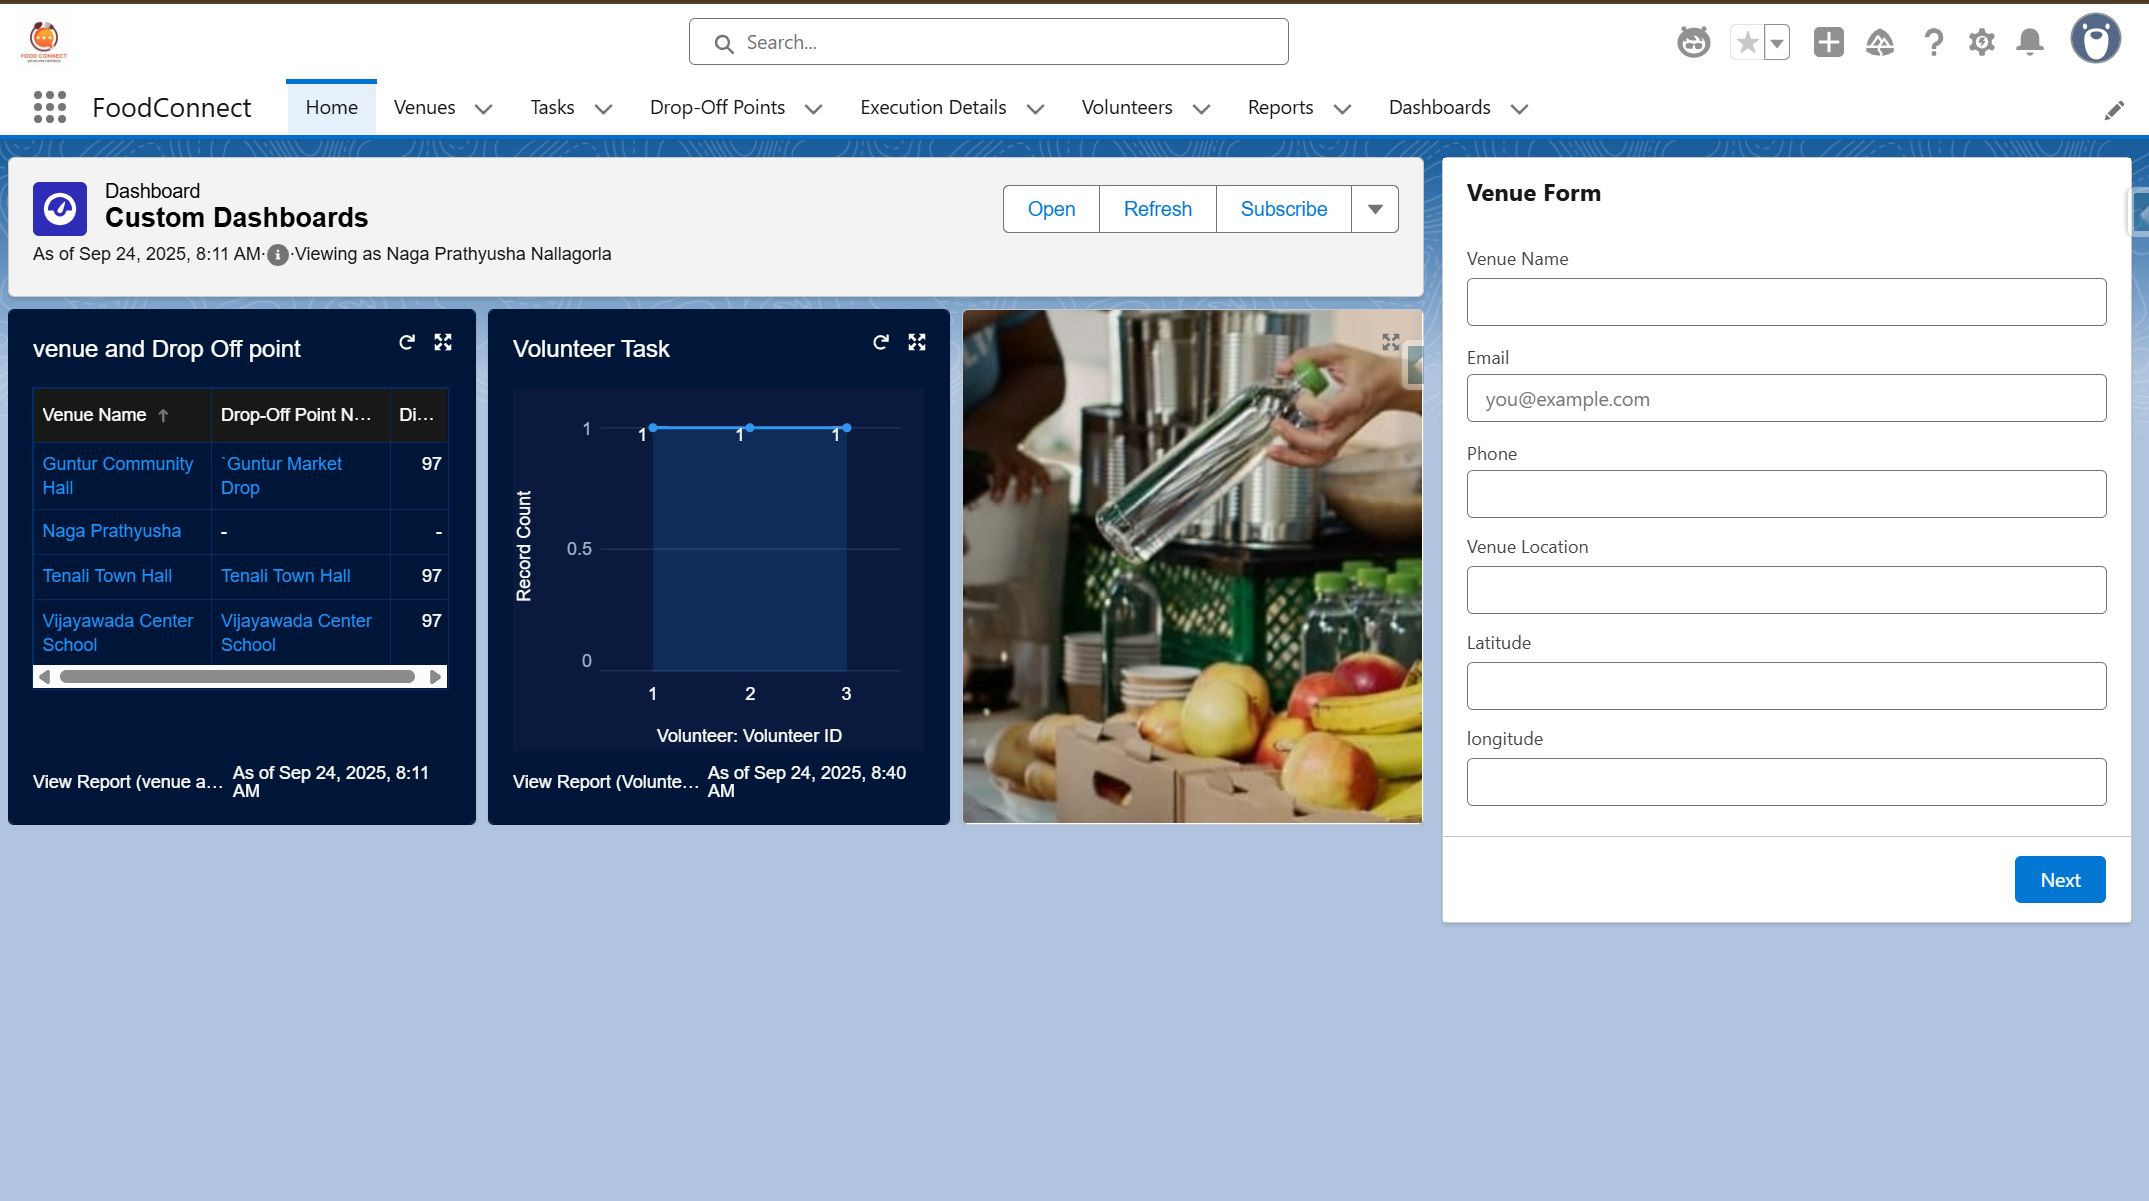 FOOD CONNECT
Search...
FoodConnect
Home
Venues
Tasks
Drop-Off Points
Execution Details
Volunteers
Reports
Dashboards
Dashboard
Custom Dashboards
As of Sep 24, 2025, 8:11 AM·
·Viewing as Naga Prathyusha Nallagorla
Open
Refresh
Subscribe
venue and Drop Off point
Venue Name ↑
Drop-Off Point N...
Di...
Guntur Community
Hall
`Guntur Market
Drop
97
Naga Prathyusha
-
-
Tenali Town Hall
Tenali Town Hall
97
Vijayawada Center
School
Vijayawada Center
School
97
View Report (venue a...
As of Sep 24, 2025, 8:11
AM
Volunteer Task
Record Count
1
0.5
0
1
1
1
1
2
3
Volunteer: Volunteer ID
View Report (Volunte...
As of Sep 24, 2025, 8:40
AM
Venue Form
Venue Name
Email
you@example.com
Phone
Venue Location
Latitude
longitude
Next